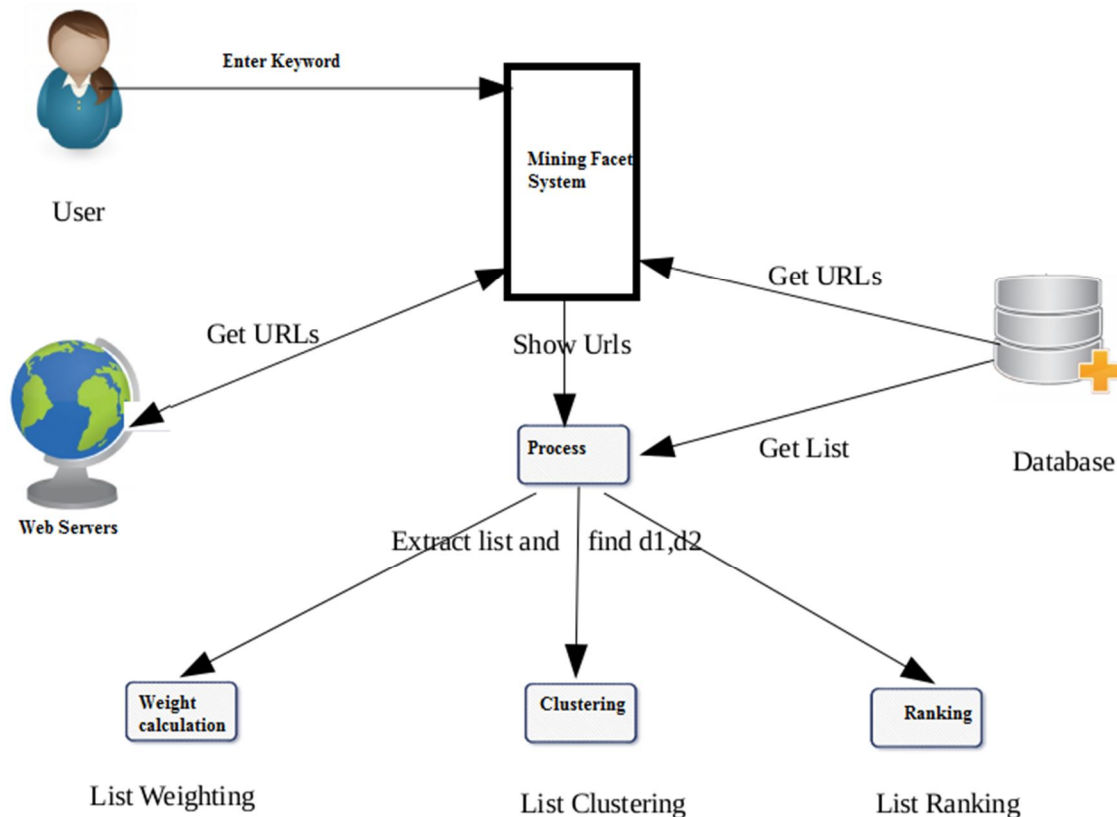 Enter Keyword
Mining Facet
System
User
Get URLs
Get URLs
Show Urls
Process
Get List
Database
Web Servers
Extract list and find d1,d2
Weight
calculation
Clustering
Ranking
List Weighting
List Clustering
List Ranking